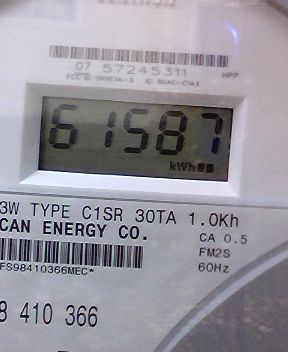 07 57245311
HPP
61587
kWh
3W TYPE C1SR 30TA 1.0Kh
CAN ENERGY CO.
CA 0.5
FM2S
FS98410366MEC*
60Hz
8 410 366